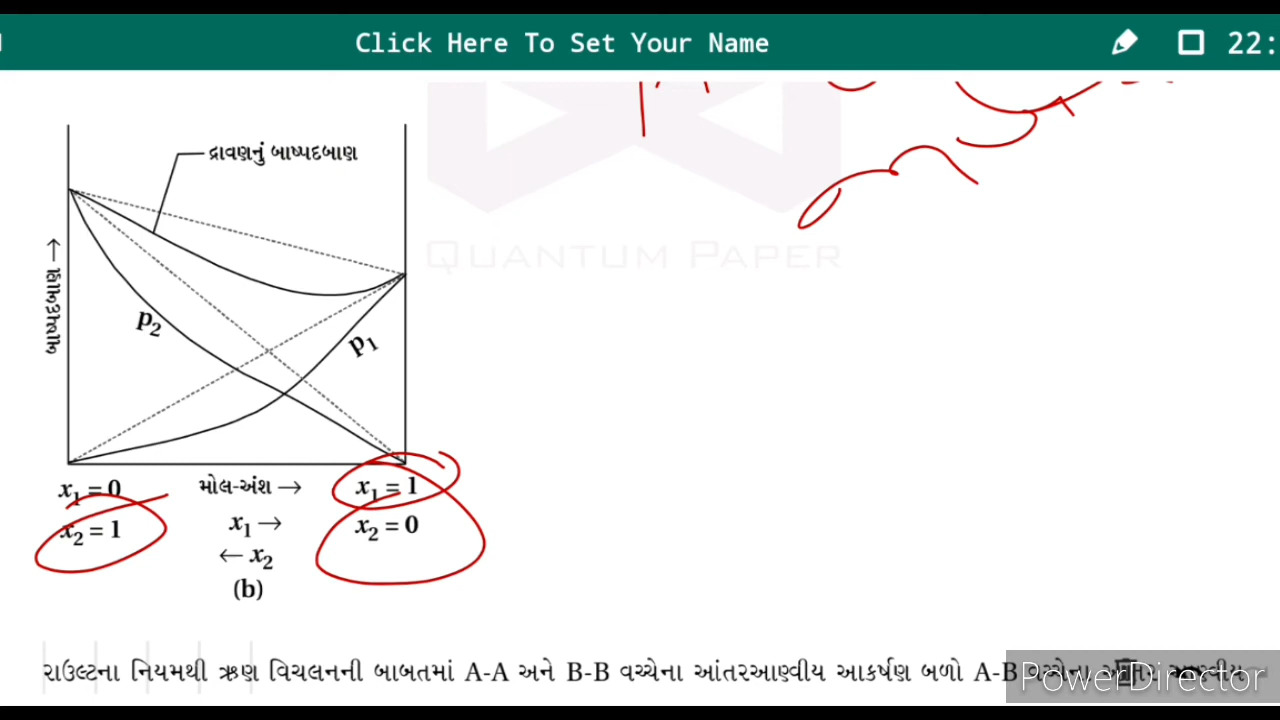 Click Here To Set Your Name
22:
દ્રાવણનું બાષ્પદબાણ
QUANTUM PAPER
બાષ્પદબાણ →
p₂
p₁
x₁ = 0 મોલ-અંશ → x₁ = 1
x₂ = 1 x₁ → x₂ = 0
← x₂
(b)
રાઉલ્ટના નિયમથી ઋણ વિચલનની બાબતમાં A-A અને B-B વચ્ચેના આંતરઆણ્વીય આકર્ષણ બળો A-B વચ્ચેના
PowerDirector